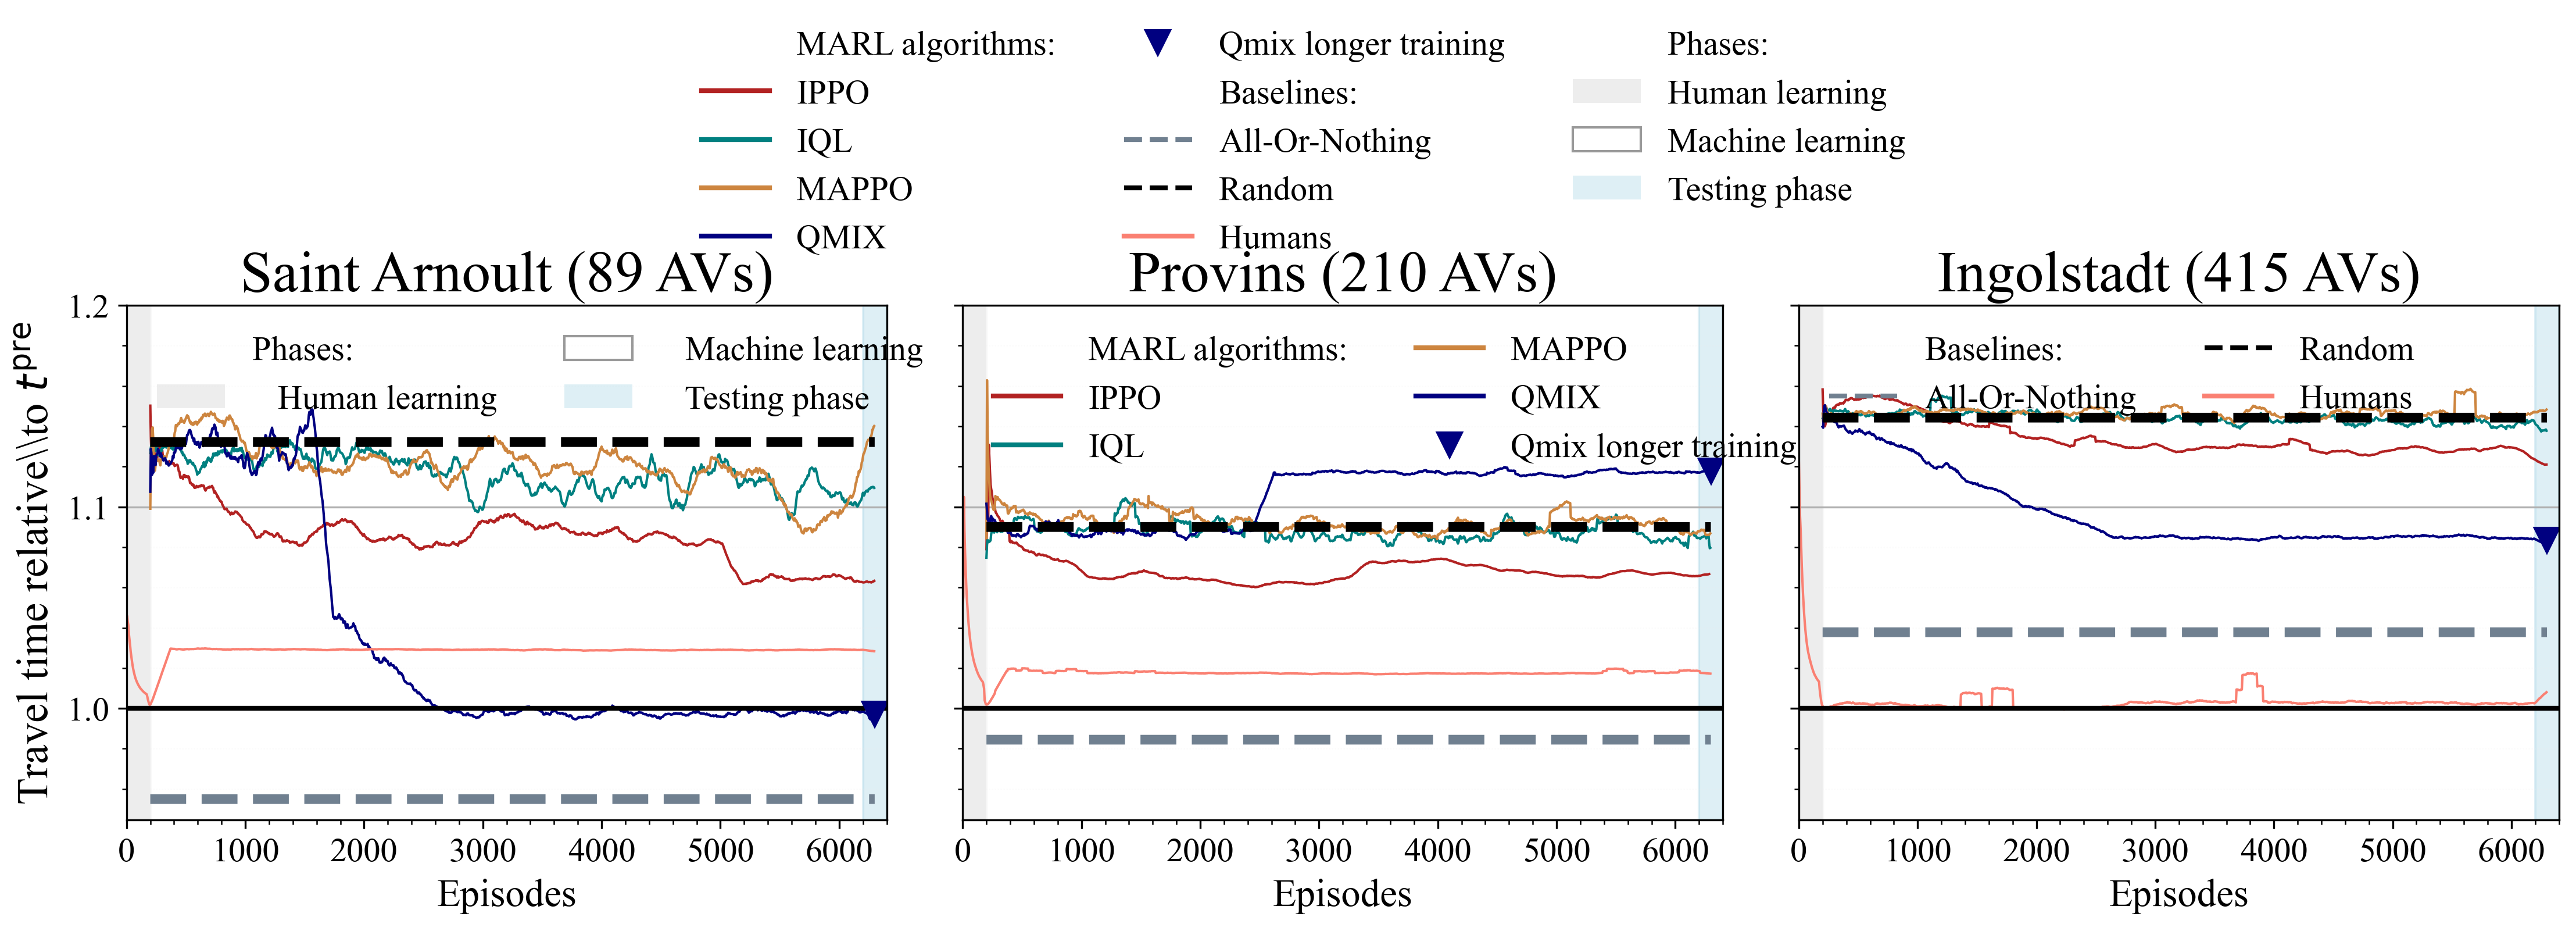 MARL algorithms:
IPPO
IQL
MAPPO
QMIX
Qmix longer training
Baselines:
All-Or-Nothing
Random
Humans
Phases:
Human learning
Machine learning
Testing phase
Saint Arnoult (89 AVs)
Provins (210 AVs)
Ingolstadt (415 AVs)
Travel time relative\\to t^pre
1.2
1.1
1.0
Phases:
Human learning
Machine learning
Testing phase
0 1000 2000 3000 4000 5000 6000
Episodes
MARL algorithms:
IPPO
IQL
MAPPO
QMIX
Qmix longer training
0 1000 2000 3000 4000 5000 6000
Episodes
Baselines:
All-Or-Nothing
Random
Humans
0 1000 2000 3000 4000 5000 6000
Episodes